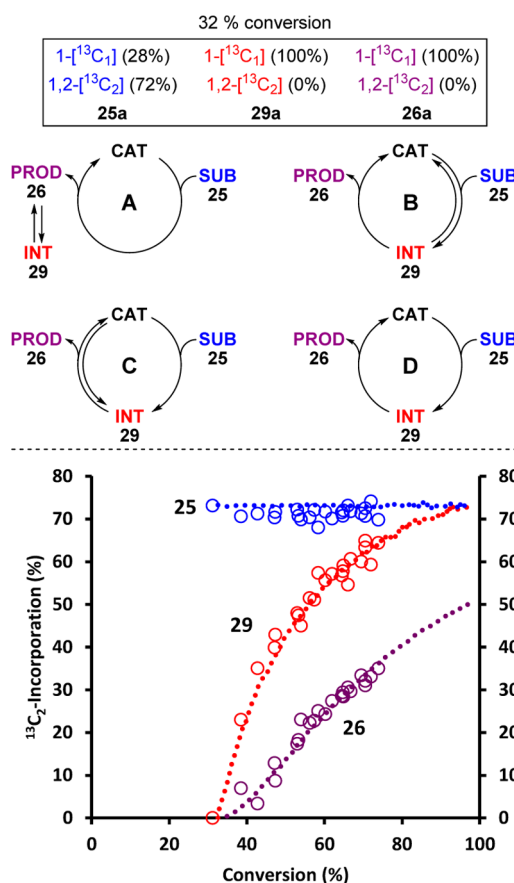 32 % conversion
1-[¹³C₁] (28%) 1-[¹³C₁] (100%) 1-[¹³C₁] (100%)
1,2-[¹³C₂] (72%) 1,2-[¹³C₂] (0%) 1,2-[¹³C₂] (0%)
25a 29a 26a
CAT CAT
PROD SUB PROD SUB
26 A 25 26 B 25
INT INT
29 29
CAT CAT
PROD SUB PROD SUB
26 C 25 26 D 25
INT INT
29 29
80 80
70 25 70
60 60
50 50
40 29 40
30 30
20 26 20
10 10
0 0
0 20 40 60 80 100
¹³C₂-Incorporation (%)
Conversion (%)